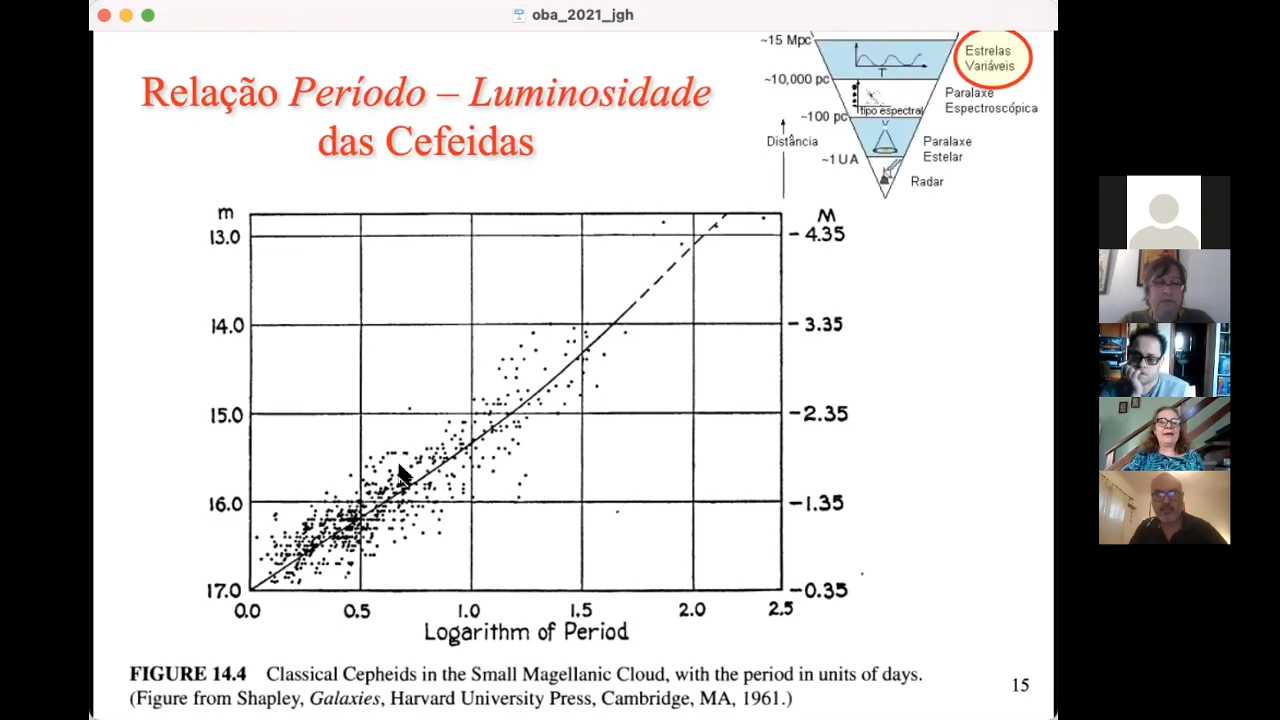 oba_2021_jgh
Relação Período – Luminosidade
das Cefeidas
~15 Mpc
Estrelas
Variáveis
T
~10,000 pc
Paralaxe
Espectroscópica
tipo espectral
~100 pc
Distância
Paralaxe
Estelar
~1 UA
Radar
m
M
13.0
-4.35
14.0
-3.35
15.0
-2.35
16.0
-1.35
17.0
-0.35
0.0 0.5 1.0 1.5 2.0 2.5
Logarithm of Period
FIGURE 14.4 Classical Cepheids in the Small Magellanic Cloud, with the period in units of days.
(Figure from Shapley, Galaxies, Harvard University Press, Cambridge, MA, 1961.)
15